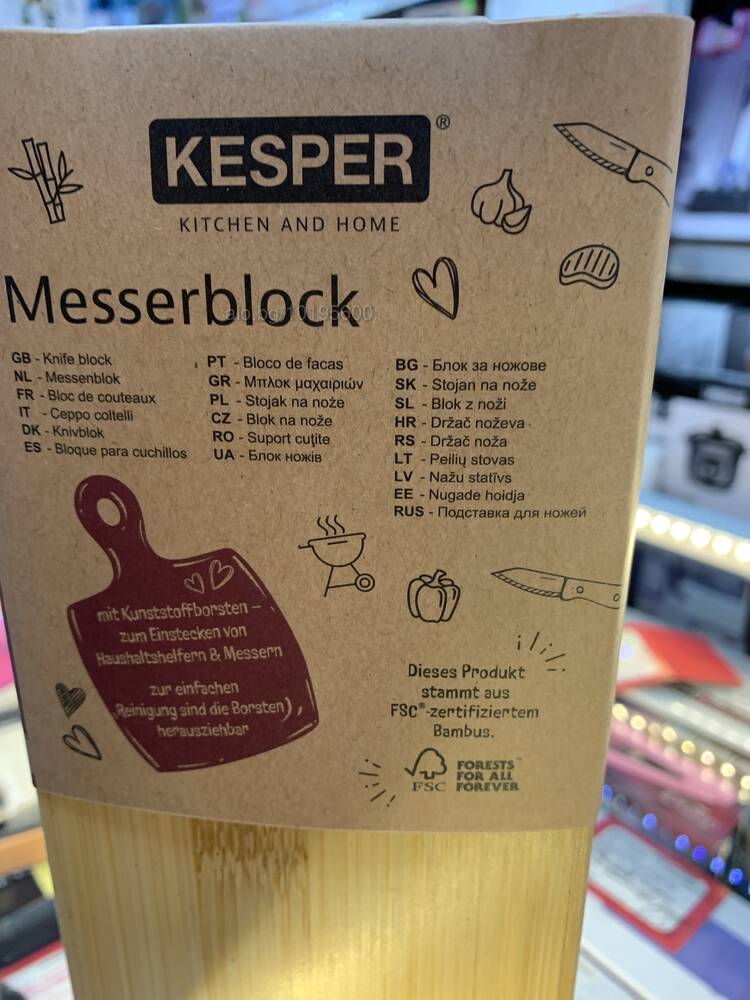 KESPER®
KITCHEN AND HOME
Messerblock
alo.bg/10195600
GB - Knife block
NL - Messenblok
FR - Bloc de couteaux
IT - Ceppo coltelli
DK - Knivblok
ES - Bloque para cuchillos
PT - Bloco de facas
GR - Μπλοκ μαχαιριών
PL - Stojak na noże
CZ - Blok na nože
RO - Suport cuțite
UA - Блок ножів
BG - Блок за ножове
SK - Stojan na nože
SL - Blok z noži
HR - Držač noževa
RS - Držač noža
LT - Peilių stovas
LV - Nažu statīvs
EE - Nugade hoidja
RUS - Подставка для ножей
mit Kunststoffborsten –
zum Einstecken von
Haushaltshelfern & Messern
zur einfachen
Reinigung sind die Borsten
herausziehbar
Dieses Produkt
stammt aus
FSC®-zertifiziertem
Bambus.
FSC
FORESTS™
FOR ALL
FOREVER